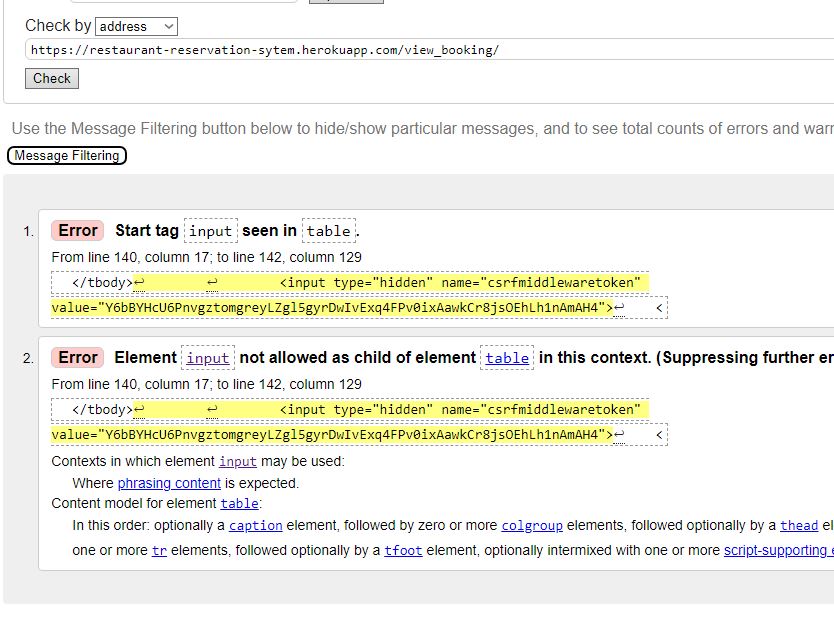 Check by address
https://restaurant-reservation-sytem.herokuapp.com/view_booking/
Check
Use the Message Filtering button below to hide/show particular messages, and to see total counts of errors and warr
Message Filtering
1. Error Start tag input seen in table.
From line 140, column 17; to line 142, column 129
</tbody>↩ ↩ <input type="hidden" name="csrfmiddlewaretoken"
value="Y6bBYHcU6PnvgztomgreyLZgl5gyrDwIvExq4FPv0ixAawkCr8jsOEhLh1nAmAH4">↩ <
2. Error Element input not allowed as child of element table in this context. (Suppressing further er
From line 140, column 17; to line 142, column 129
</tbody>↩ ↩ <input type="hidden" name="csrfmiddlewaretoken"
value="Y6bBYHcU6PnvgztomgreyLZgl5gyrDwIvExq4FPv0ixAawkCr8jsOEhLh1nAmAH4">↩ <
Contexts in which element input may be used:
Where phrasing content is expected.
Content model for element table:
In this order: optionally a caption element, followed by zero or more colgroup elements, followed optionally by a thead el
one or more tr elements, followed optionally by a tfoot element, optionally intermixed with one or more script-supporting e